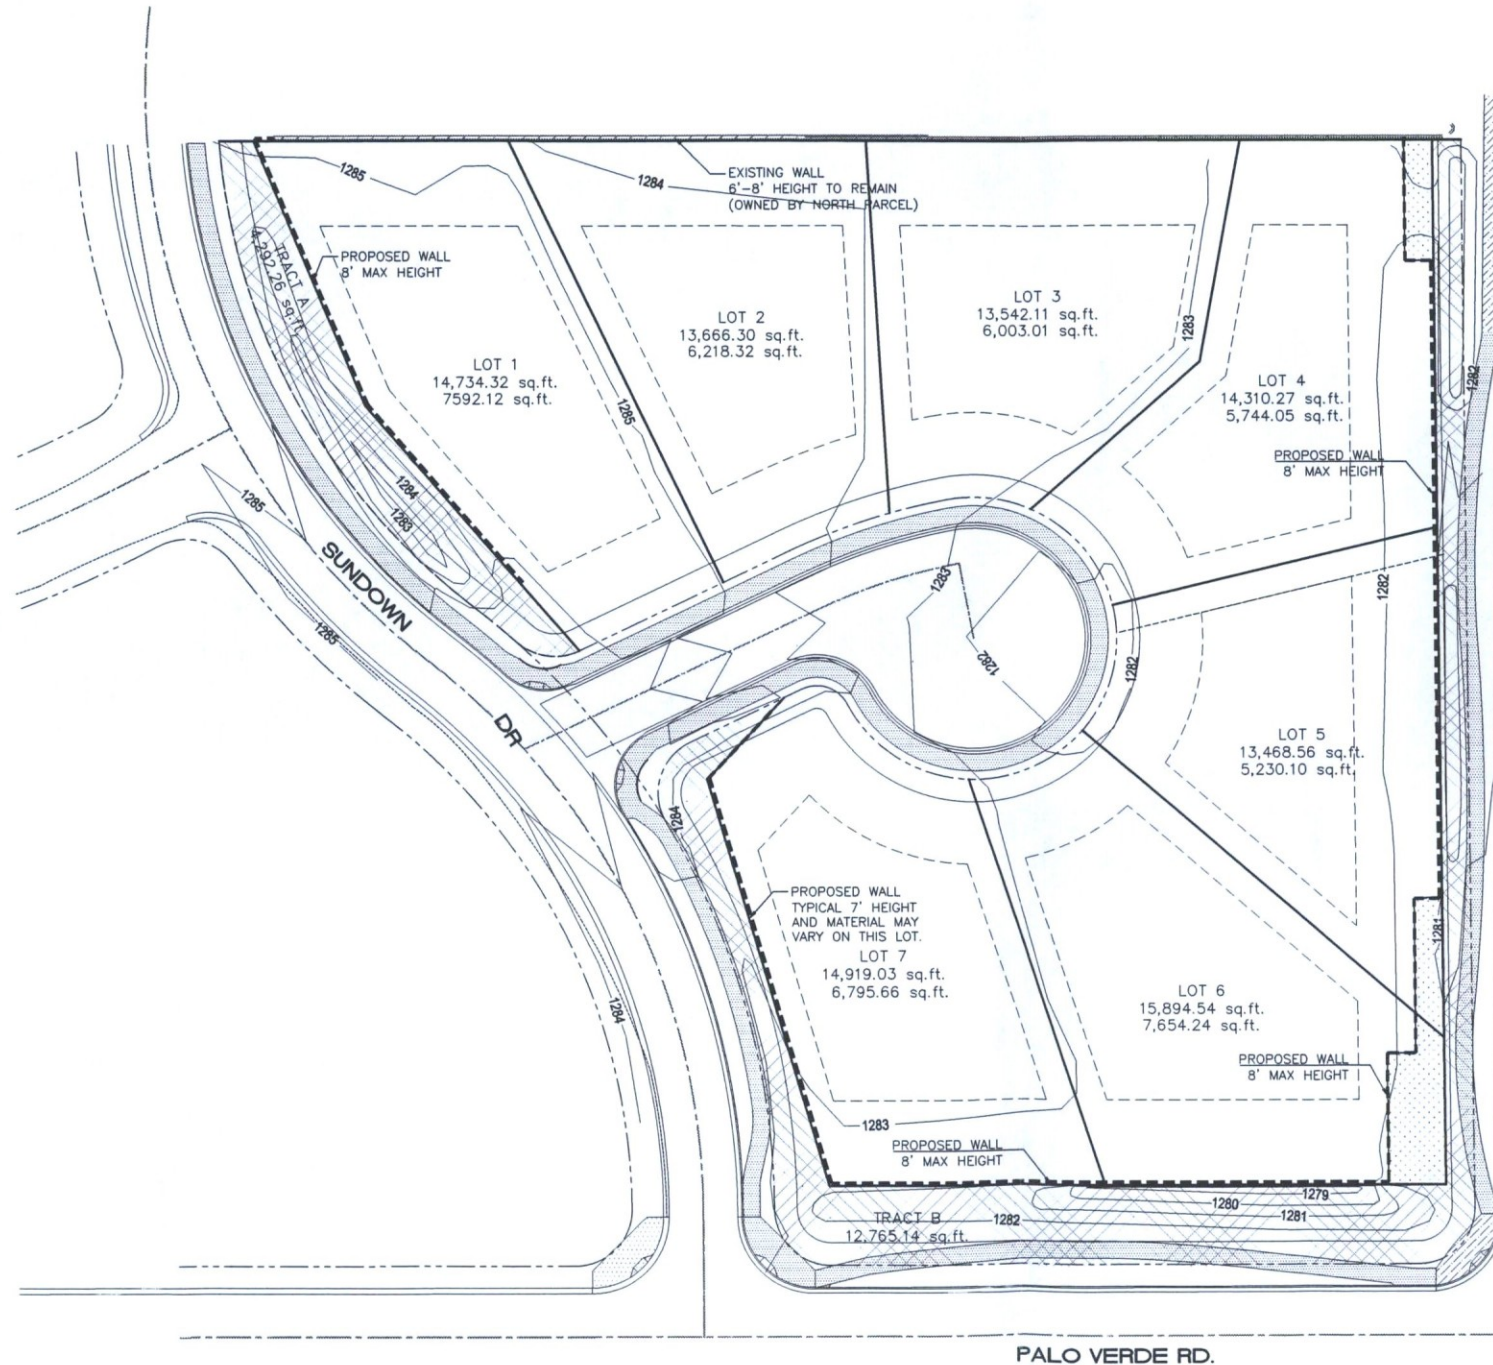 1285
1284
EXISTING WALL
6'-8' HEIGHT TO REMAIN
(OWNED BY NORTH PARCEL)
TRACT A
4,292.26 sq.ft.
PROPOSED WALL
8' MAX HEIGHT
LOT 1
14,734.32 sq.ft.
7592.12 sq.ft.
LOT 2
13,666.30 sq.ft.
6,218.32 sq.ft.
LOT 3
13,542.11 sq.ft.
6,003.01 sq.ft.
1283
LOT 4
14,310.27 sq.ft.
5,744.05 sq.ft.
1282
1285
PROPOSED WALL
8' MAX HEIGHT
1285
1284
1283
SUNDOWN
DR
1285
1283
1282
1282
1282
LOT 5
13,468.56 sq.ft.
5,230.10 sq.ft.
1284
PROPOSED WALL
TYPICAL 7' HEIGHT
AND MATERIAL MAY
VARY ON THIS LOT.
LOT 7
14,919.03 sq.ft.
6,795.66 sq.ft.
1281
LOT 6
15,894.54 sq.ft.
7,654.24 sq.ft.
1284
PROPOSED WALL
8' MAX HEIGHT
1283
PROPOSED WALL
8' MAX HEIGHT
1279
1280
1281
1282
TRACT B
12,765.14 sq.ft.
PALO VERDE RD.